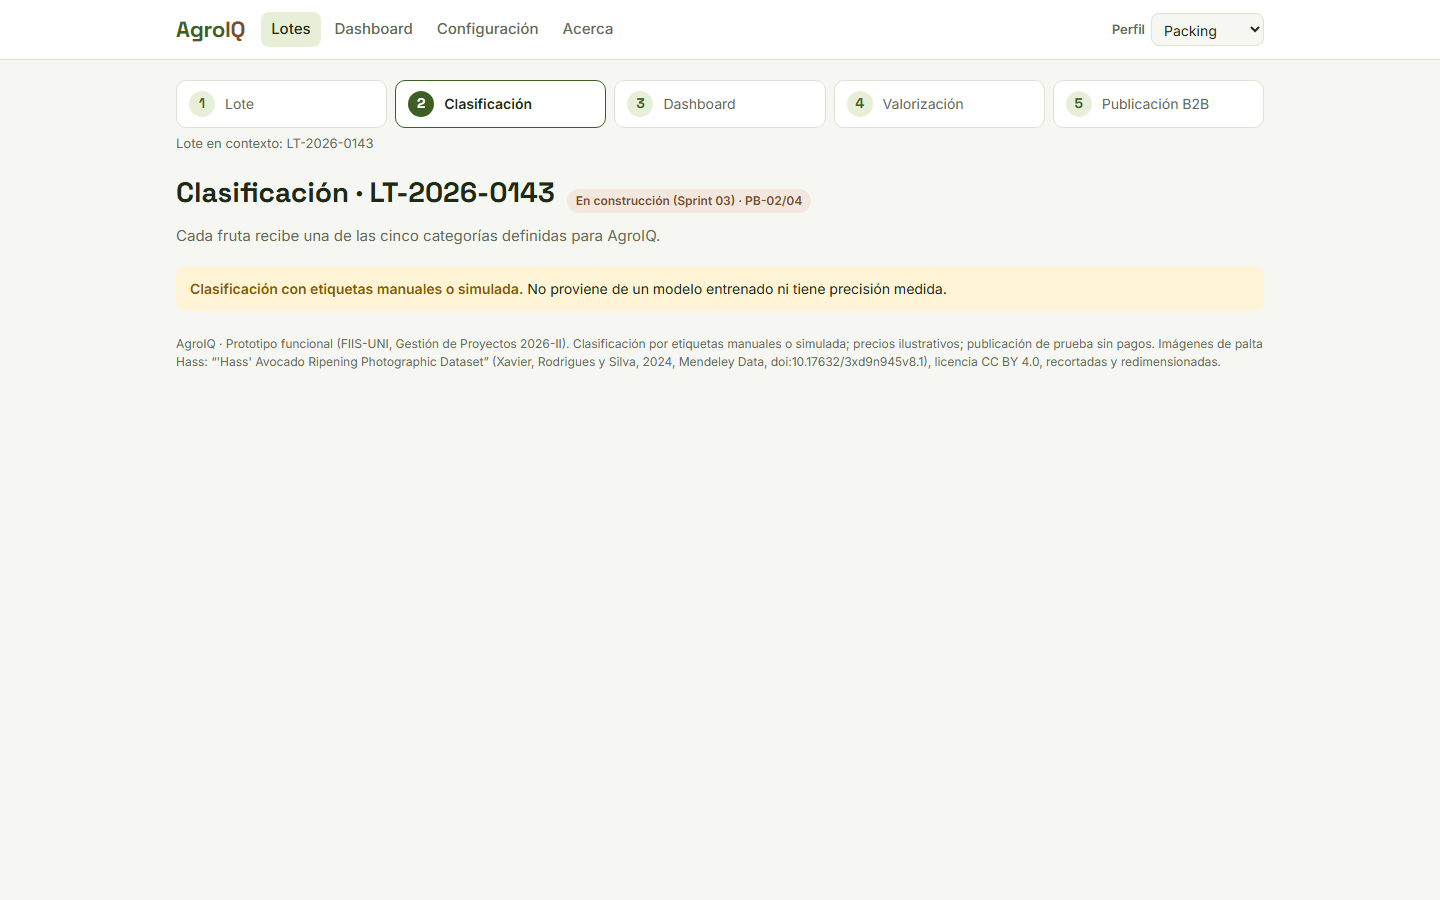 AgroIQ Lotes Dashboard Configuración Acerca Perfil Packing
1 Lote 2 Clasificación 3 Dashboard 4 Valorización 5 Publicación B2B
Lote en contexto: LT-2026-0143
Clasificación · LT-2026-0143 En construcción (Sprint 03) · PB-02/04
Cada fruta recibe una de las cinco categorías definidas para AgroIQ.
Clasificación con etiquetas manuales o simulada. No proviene de un modelo entrenado ni tiene precisión medida.
AgroIQ · Prototipo funcional (FIIS-UNI, Gestión de Proyectos 2026-II). Clasificación por etiquetas manuales o simulada; precios ilustrativos; publicación de prueba sin pagos. Imágenes de palta
Hass: “'Hass' Avocado Ripening Photographic Dataset” (Xavier, Rodrigues y Silva, 2024, Mendeley Data, doi:10.17632/3xd9n945v8.1), licencia CC BY 4.0, recortadas y redimensionadas.